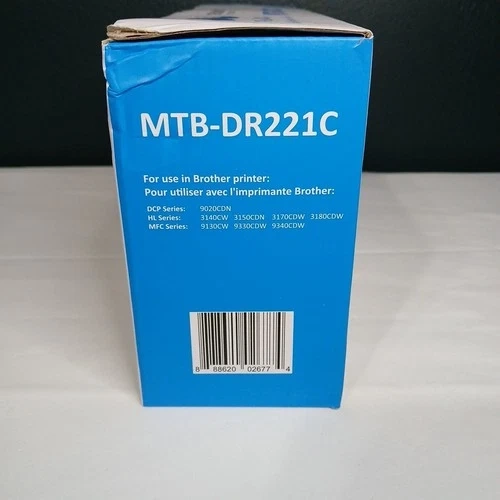 MTB-DR221C
For use in Brother printer:
Pour utiliser avec l'imprimante Brother:
DCP Series: 9020CDN
HL Series: 3140CW 3150CDN 3170CDW 3180CDW
MFC Series: 9130CW 9330CDW 9340CDW
8 88620 02677 4